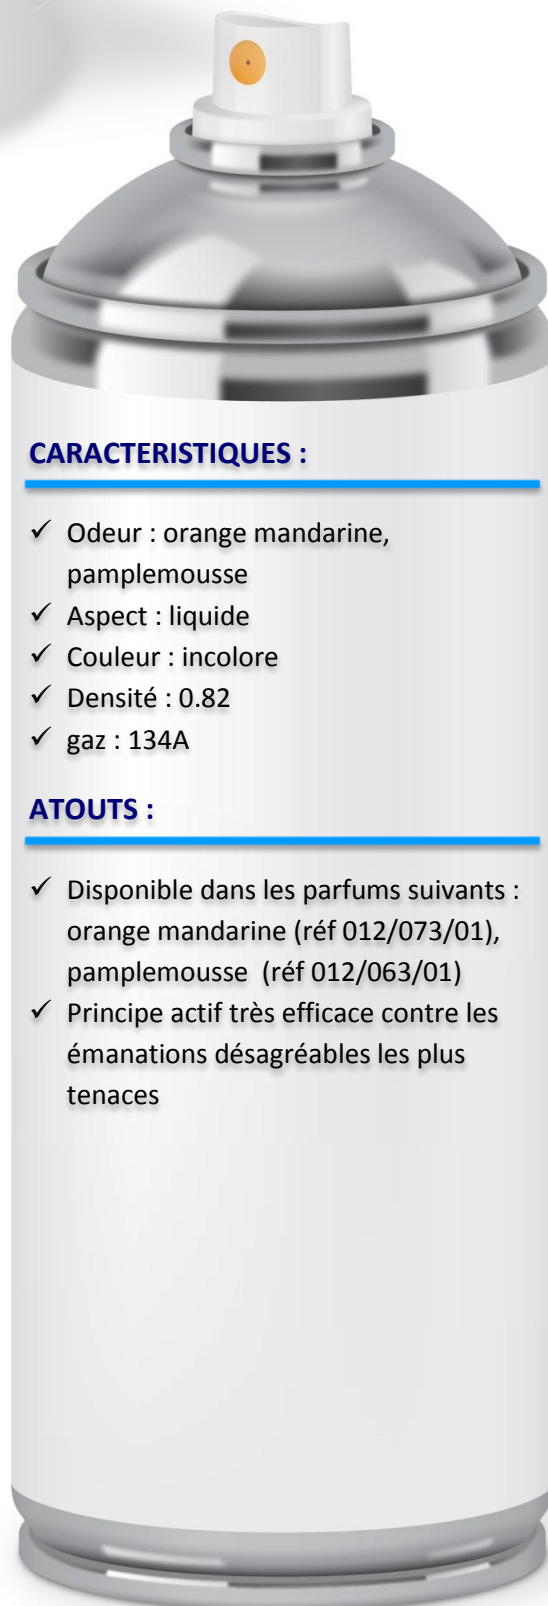 CARACTERISTIQUES :
✓ Odeur : orange mandarine,
pamplemousse
✓ Aspect : liquide
✓ Couleur : incolore
✓ Densité : 0.82
✓ gaz : 134A
ATOUTS :
✓ Disponible dans les parfums suivants :
orange mandarine (réf 012/073/01),
pamplemousse  (réf 012/063/01)
✓ Principe actif très efficace contre les
émanations désagréables les plus
tenaces